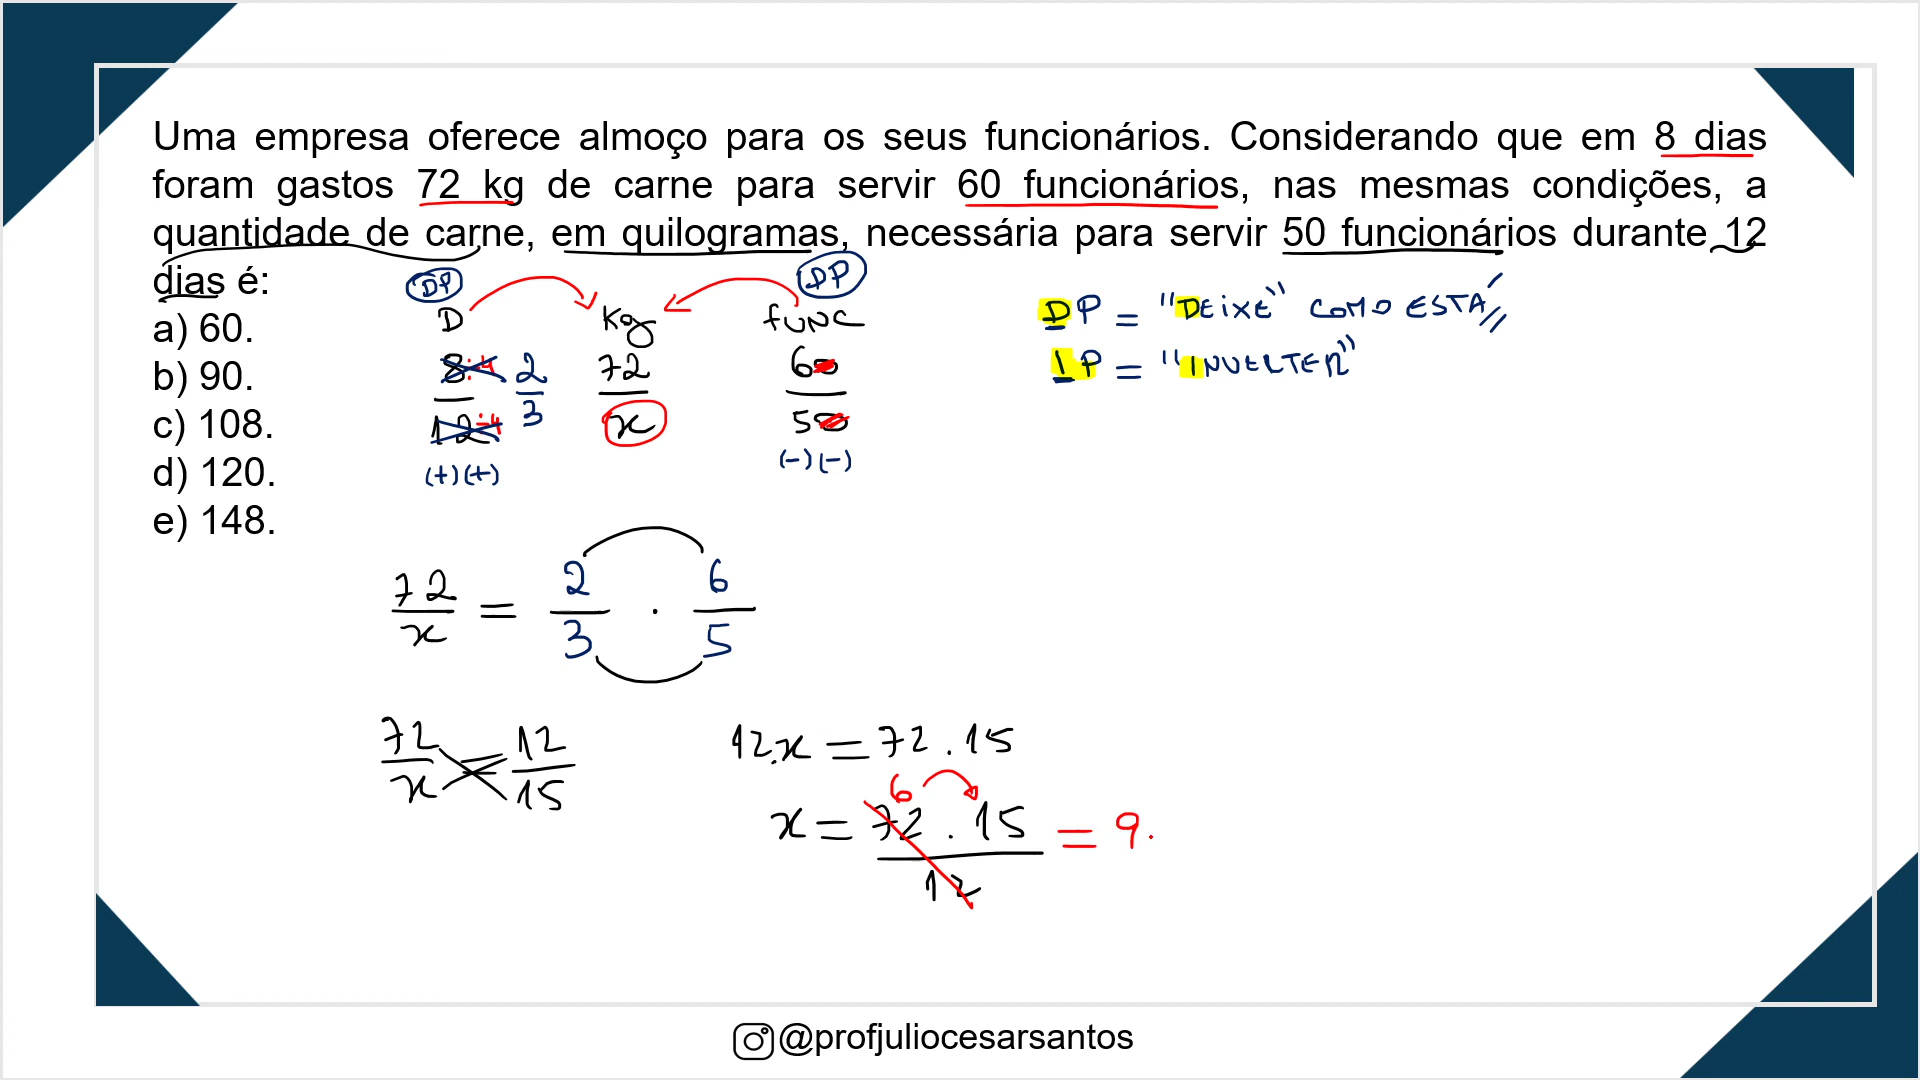 Uma empresa oferece almoço para os seus funcionários. Considerando que em 8 dias
foram gastos 72 kg de carne para servir 60 funcionários, nas mesmas condições, a
quantidade de carne, em quilogramas, necessária para servir 50 funcionários durante 12
dias é:
a) 60.
b) 90.
c) 108.
d) 120.
e) 148.
DP DP
D Kg FUNC
8 :4 2 72 60
12 ÷4 3 x 50
(+)(+) (-)(-)
DP = "DEIXE" COMO ESTÁ
IP = "INVERTER"
72 = 2 . 6
x 3 5
72 = 12
x 15
12.x = 72.15
6
x = 72 . 15 = 9.
12
@profjuliocesarsantos